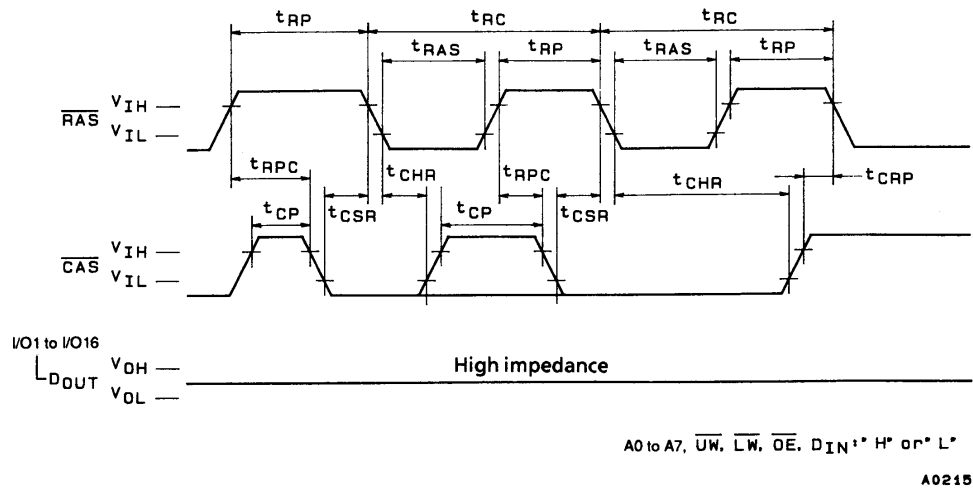 tRP tRC tRC
tRAS tRP tRAS tRP
RAS VIH
VIL
tRPC tCHR tRPC tCHR tCRP
tCP tCSR tCP tCSR
CAS VIH
VIL
I/O1 to I/O16
DOUT VOH High impedance
VOL
A0 to A7, UW, LW, OE, DIN:"H" or "L"
A0215